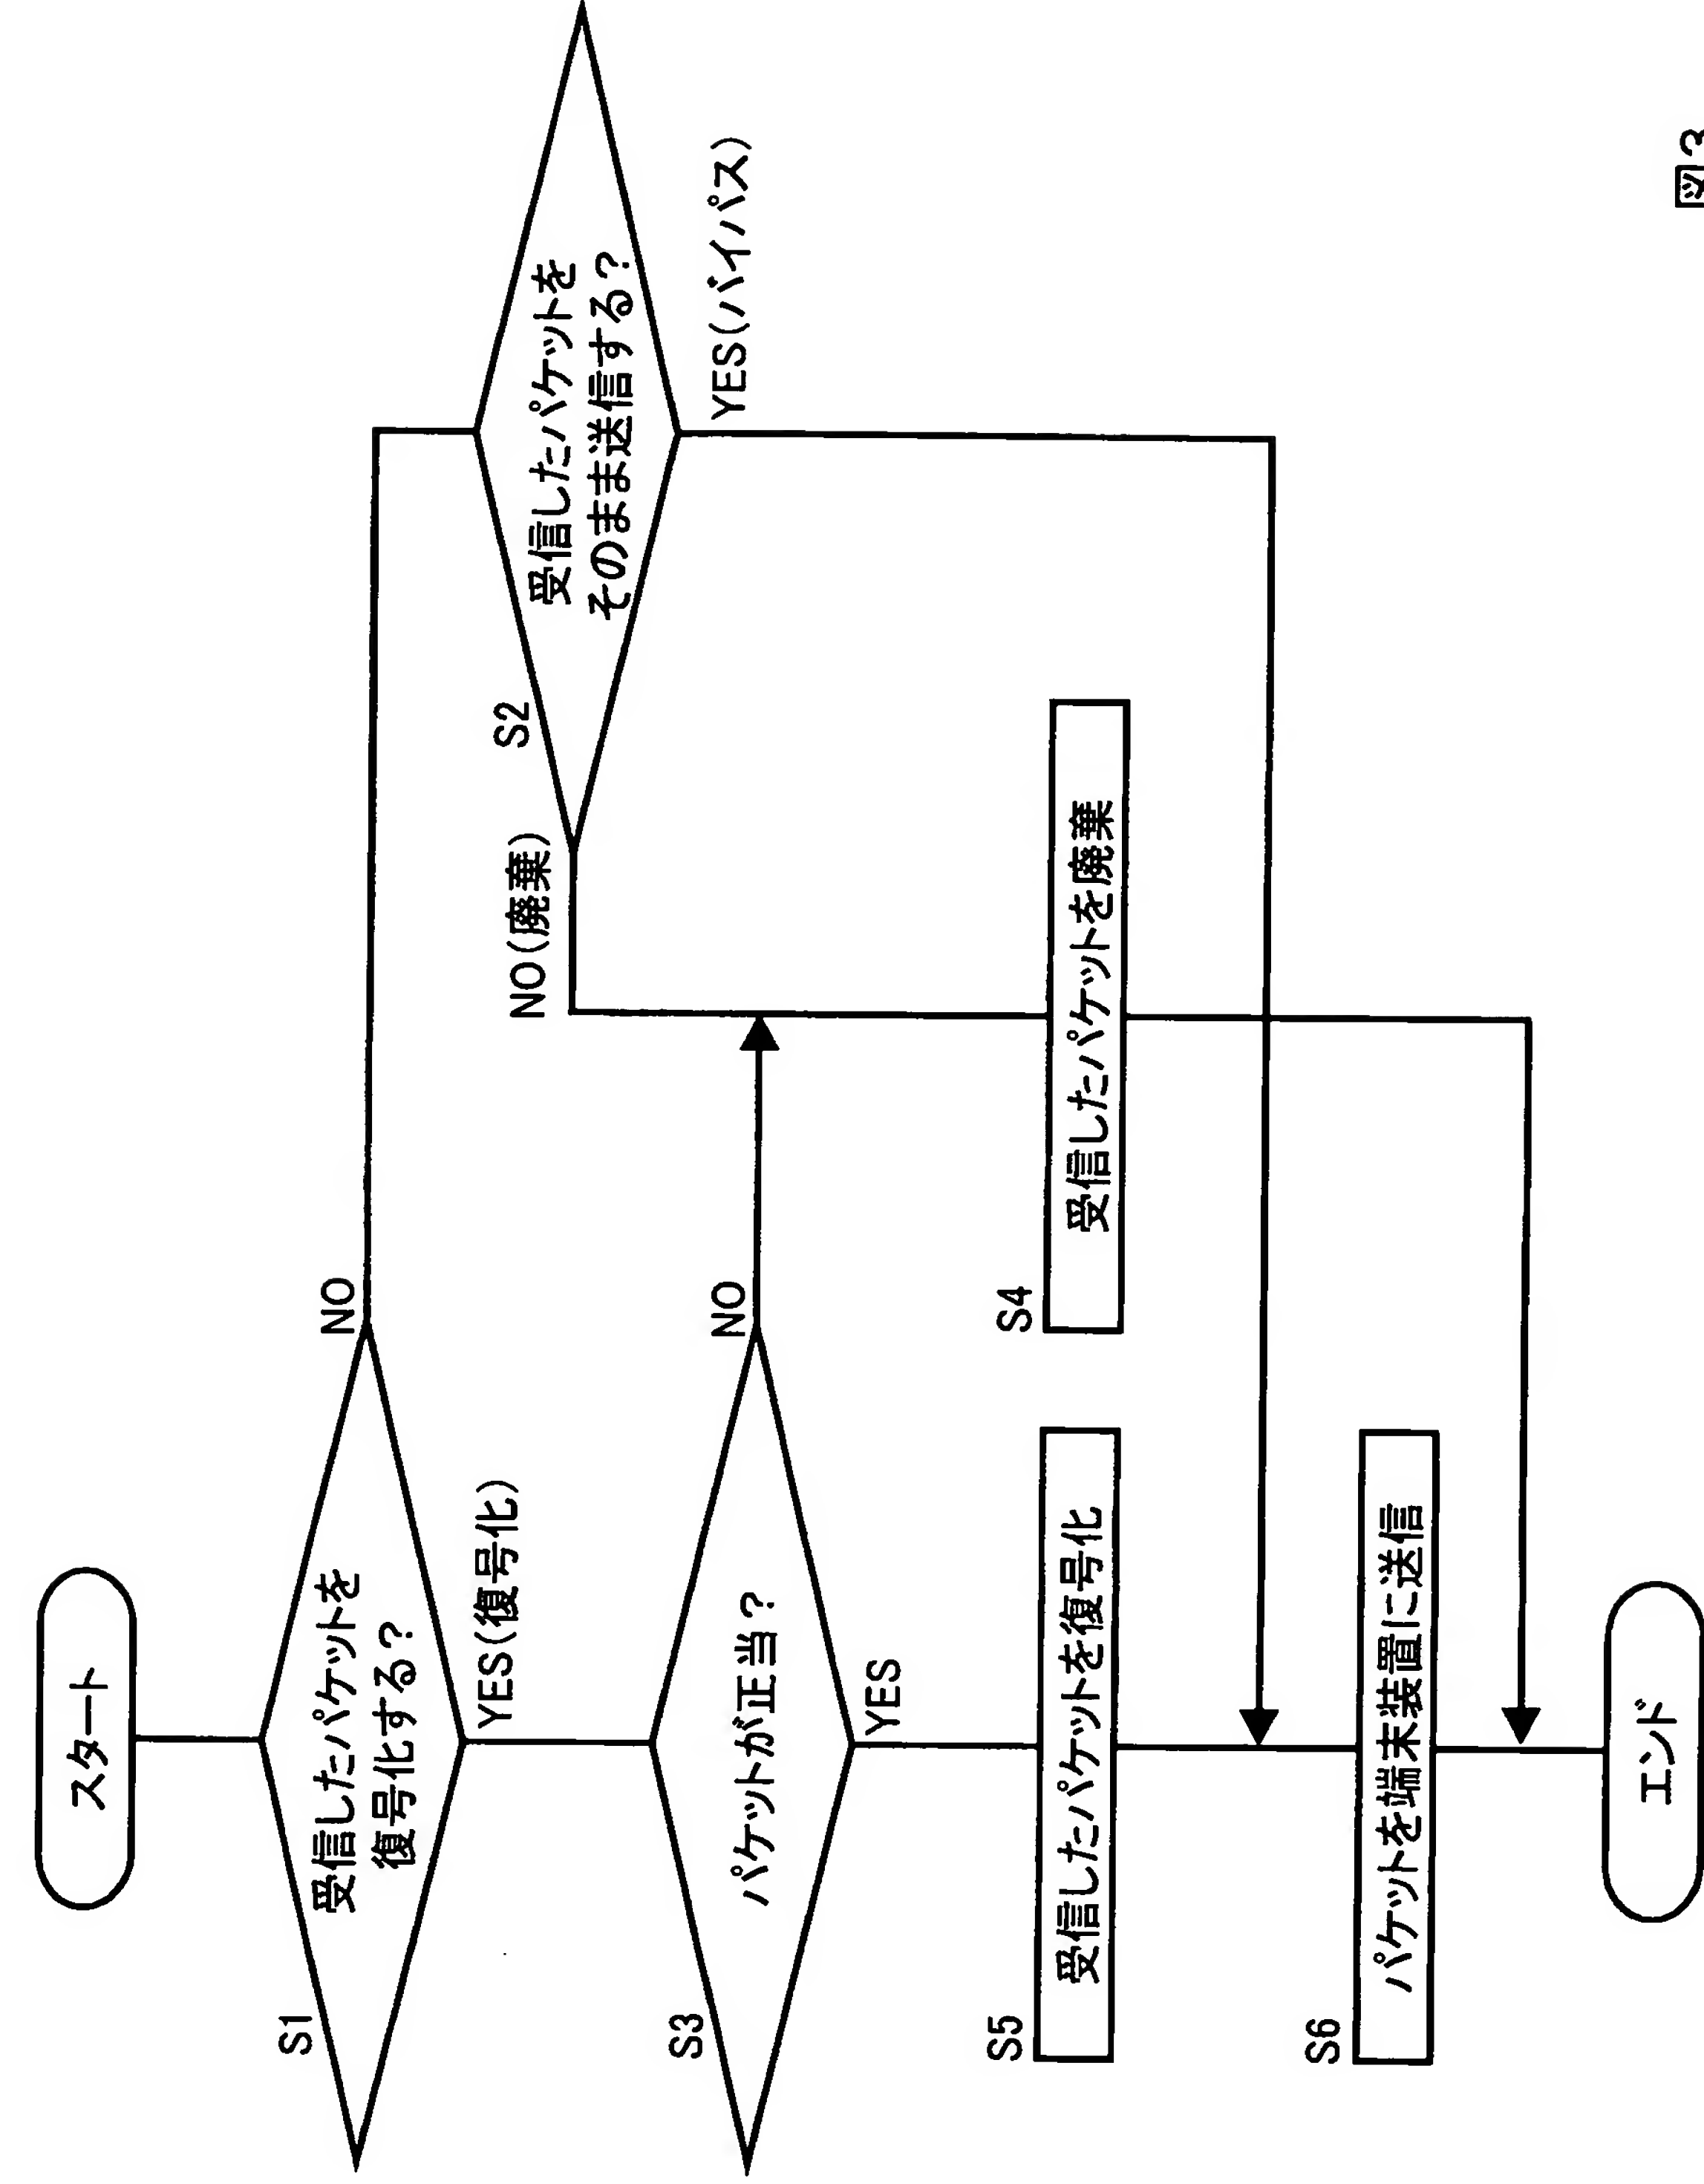 スタート
S1
受信したパケットを
復号化する?
NO
YES(復号化)
S2
受信したパケットを
そのまま送信する?
NO(廃棄)
YES(バイパス)
S3
パケットが正当?
NO
YES
S4
受信したパケットを廃棄
S5
受信したパケットを復号化
S6
パケットを端末装置に送信
エンド
図3